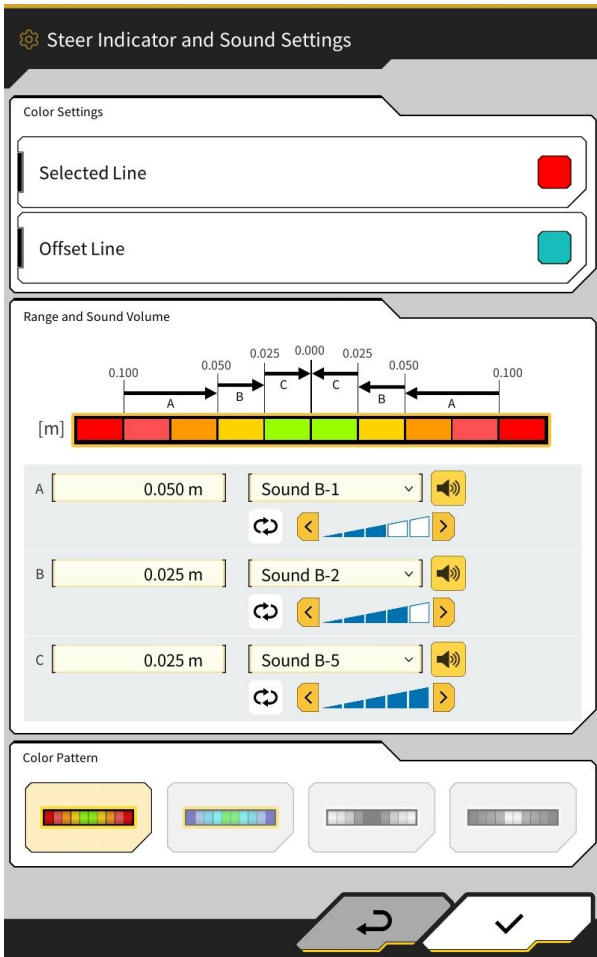 Steer Indicator and Sound Settings
Color Settings
Selected Line
Offset Line
Range and Sound Volume
0.100 0.050 0.025 0.000 0.025 0.050 0.100
A B C C B A
[m]
A 0.050 m Sound B-1
B 0.025 m Sound B-2
C 0.025 m Sound B-5
Color Pattern